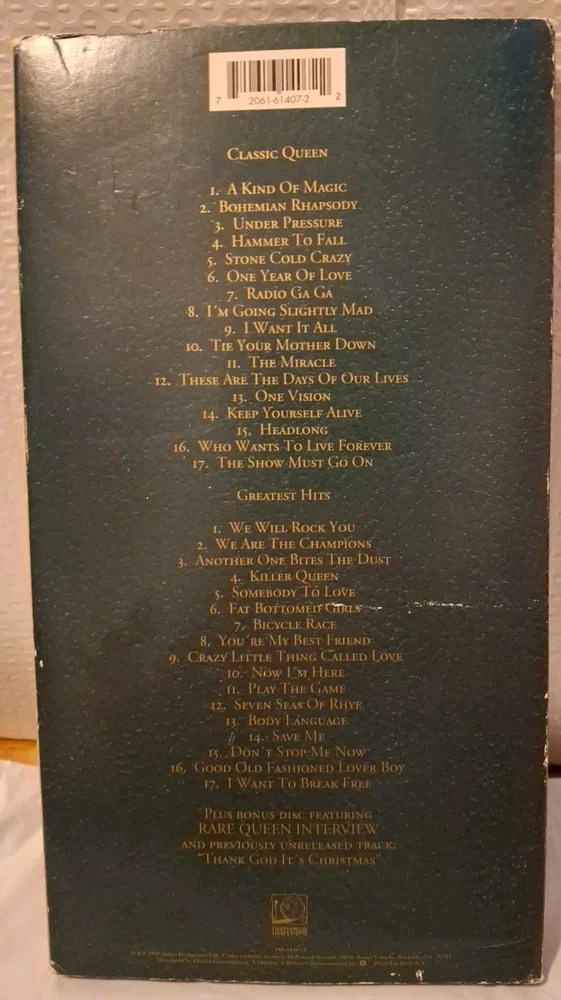 7 2061-61407-2 2
Classic Queen
1. A Kind Of Magic
2. Bohemian Rhapsody
3. Under Pressure
4. Hammer To Fall
5. Stone Cold Crazy
6. One Year Of Love
7. Radio Ga Ga
8. I'm Going Slightly Mad
9. I Want It All
10. Tie Your Mother Down
11. The Miracle
12. These Are The Days Of Our Lives
13. One Vision
14. Keep Yourself Alive
15. Headlong
16. Who Wants To Live Forever
17. The Show Must Go On
Greatest Hits
1. We Will Rock You
2. We Are The Champions
3. Another One Bites The Dust
4. Killer Queen
5. Somebody To Love
6. Fat Bottomed Girls
7. Bicycle Race
8. You're My Best Friend
9. Crazy Little Thing Called Love
10. Now I'm Here
11. Play The Game
12. Seven Seas Of Rhye
13. Body Language
14. Save Me
15. Don't Stop Me Now
16. Good Old Fashioned Lover Boy
17. I Want To Break Free
Plus bonus disc featuring
RARE QUEEN INTERVIEW
and previously unreleased track:
"Thank God It's Christmas"